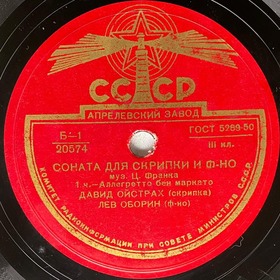 СССР
АПРЕЛЕВСКИЙ ЗАВОД
ГОСТ 5289-50
Б-1
20574
III кл.
СОНАТА ДЛЯ СКРИПКИ И Ф-НО
муз. Ц. Франка
1 ч.-Аллегретто бен маркато
ДАВИД ОЙСТРАХ (скрипка)
ЛЕВ ОБОРИН (ф-но)
КОМИТЕТ РАДИОИНФОРМАЦИИ ПРИ СОВЕТЕ МИНИСТРОВ СССР